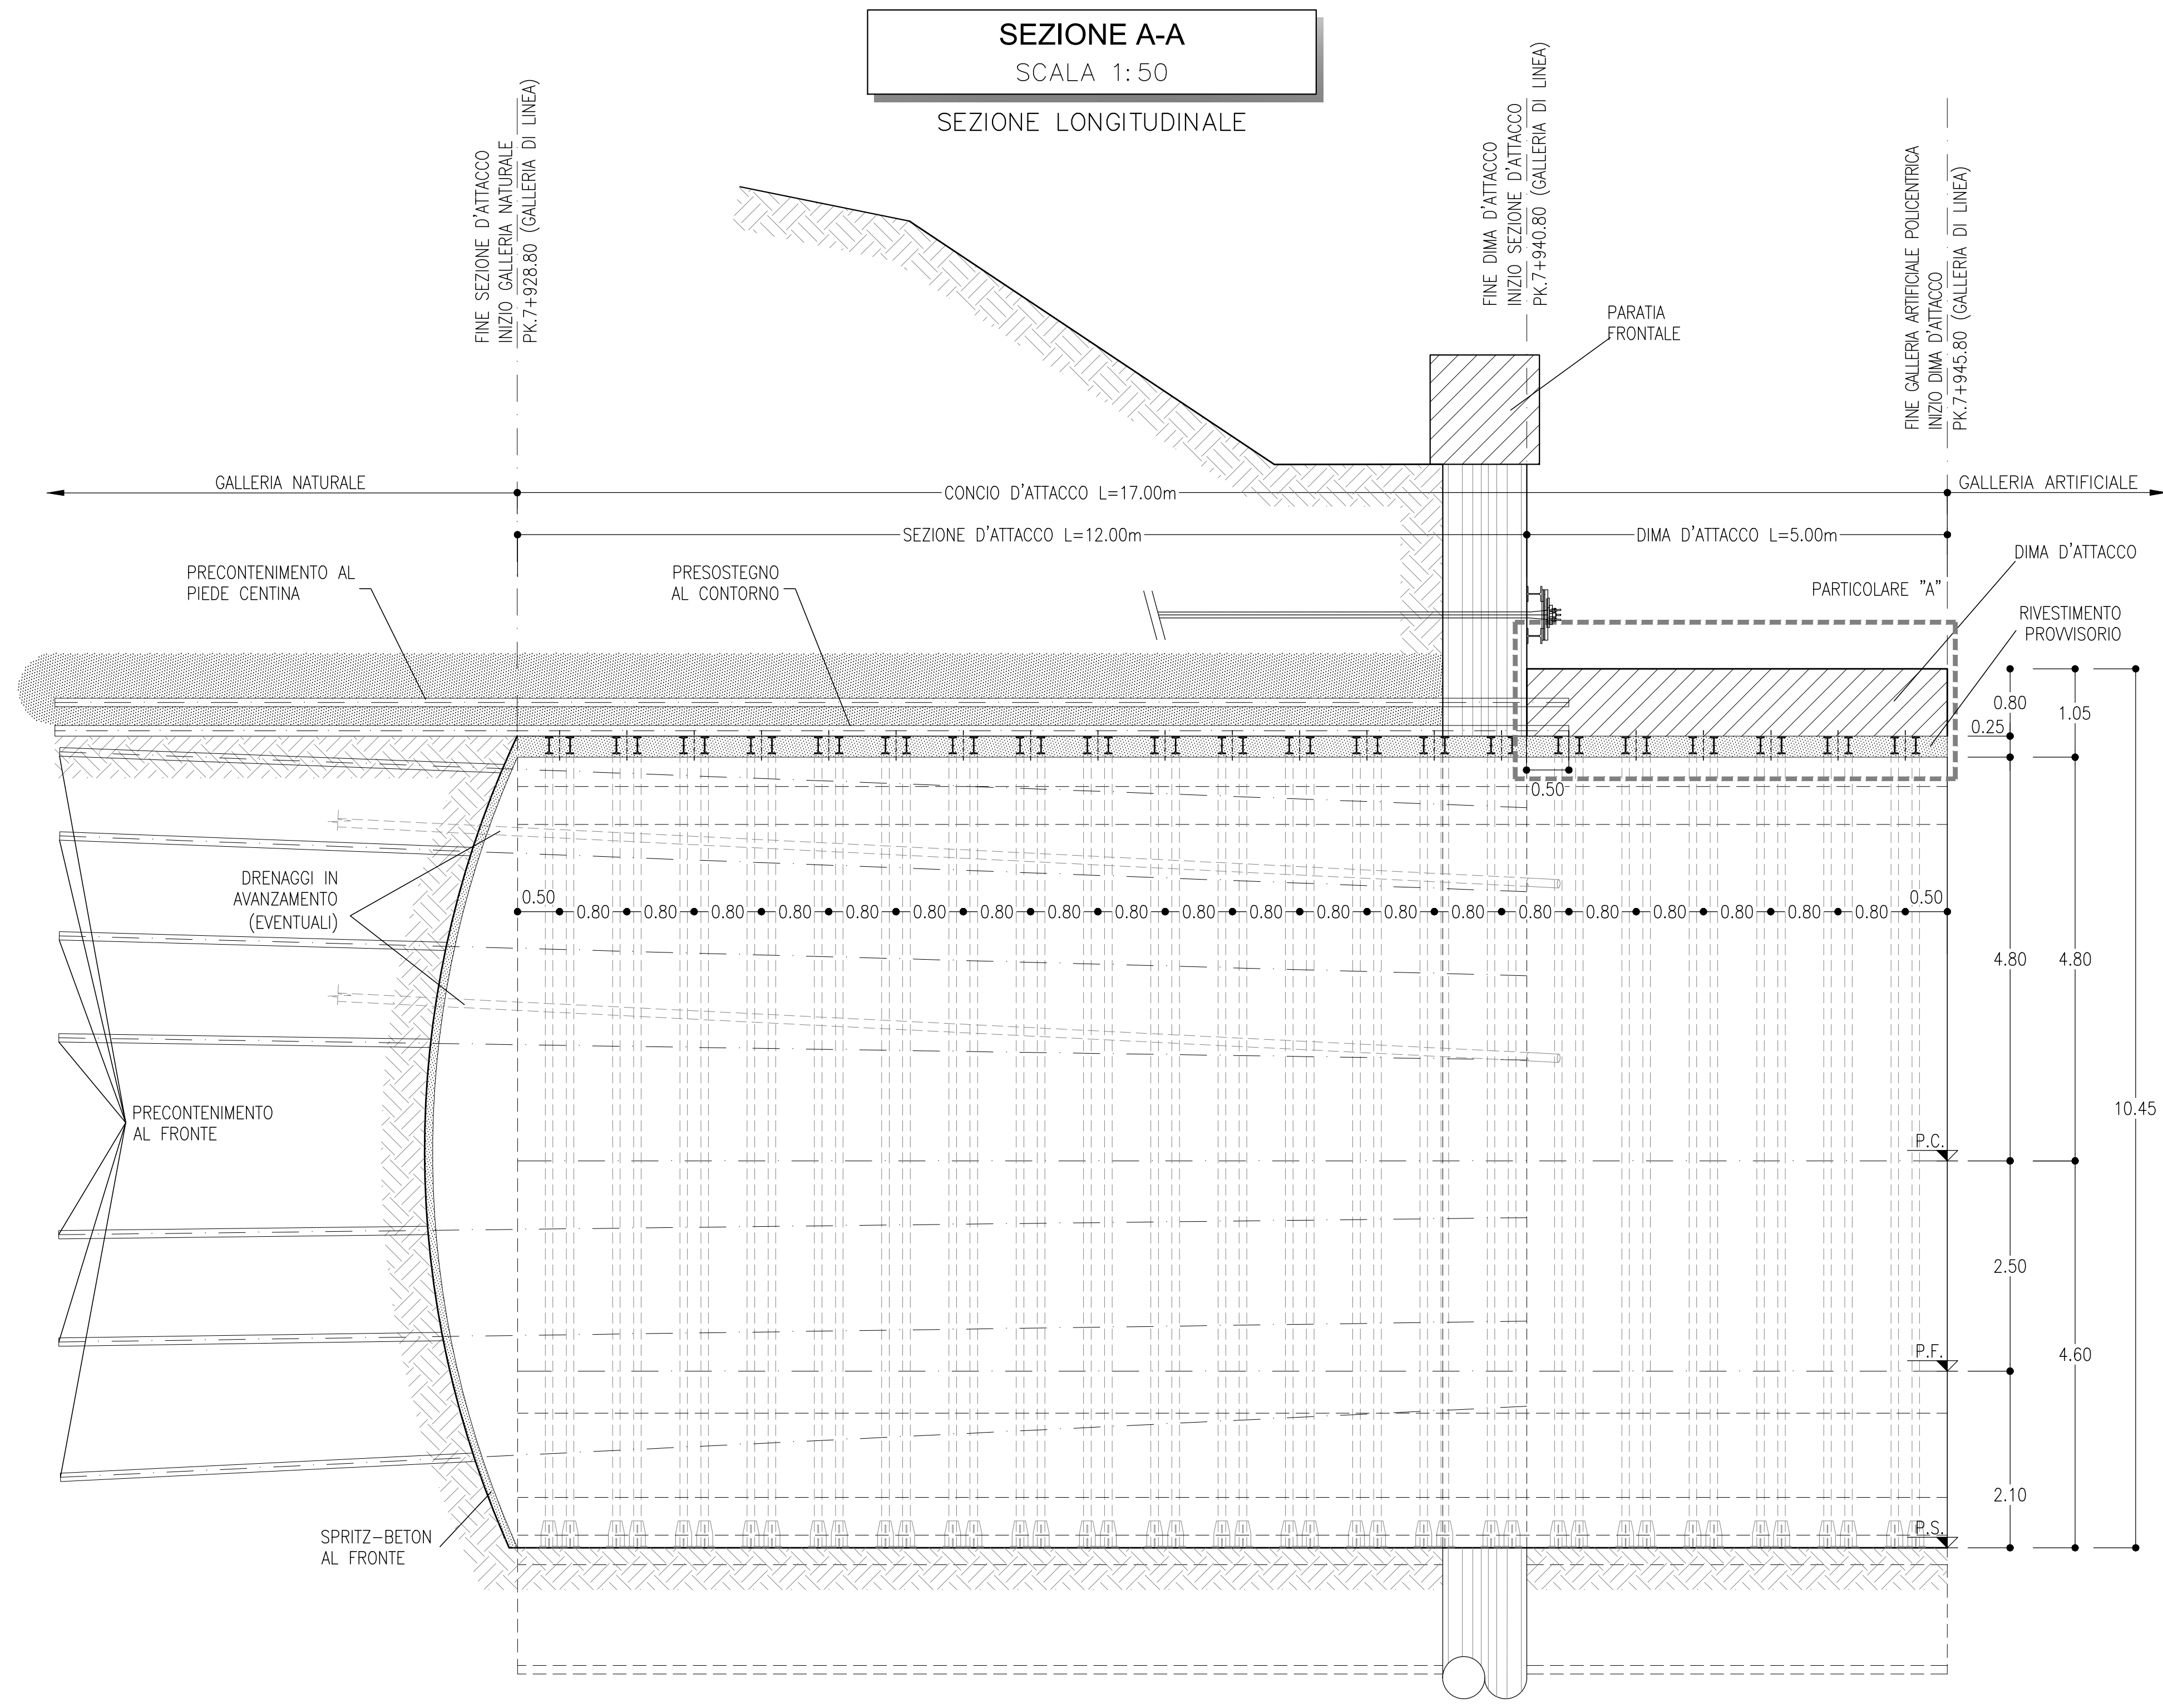 SEZIONE A-A
SCALA 1:50
SEZIONE LONGITUDINALE
FINE SEZIONE D'ATTACCO
INIZIO GALLERIA NATURALE
PK.7+928.80 (GALLERIA DI LINEA)
FINE DIMA D'ATTACCO
INIZIO SEZIONE D'ATTACCO
PK.7+940.80 (GALLERIA DI LINEA)
FINE GALLERIA ARTIFICIALE POLICENTRICA
INIZIO DIMA D'ATTACCO
PK.7+945.80 (GALLERIA DI LINEA)
PARATIA
FRONTALE
GALLERIA NATURALE
CONCIO D'ATTACCO L=17.00m
GALLERIA ARTIFICIALE
SEZIONE D'ATTACCO L=12.00m
DIMA D'ATTACCO L=5.00m
DIMA D'ATTACCO
PRECONTENIMENTO AL
PIEDE CENTINA
PRESOSTEGNO
AL CONTORNO
PARTICOLARE "A"
RIVESTIMENTO
PROVVISORIO
0.80
0.25
1.05
0.50
DRENAGGI IN
AVANZAMENTO
(EVENTUALI)
0.50 0.80 0.80 0.80 0.80 0.80 0.80 0.80 0.80 0.80 0.80 0.80 0.80 0.80 0.80 0.80 0.80 0.80 0.80 0.80 0.80 0.50
4.80
4.80
PRECONTENIMENTO
AL FRONTE
10.45
P.C.
2.50
P.F.
4.60
2.10
P.S.
SPRITZ-BETON
AL FRONTE